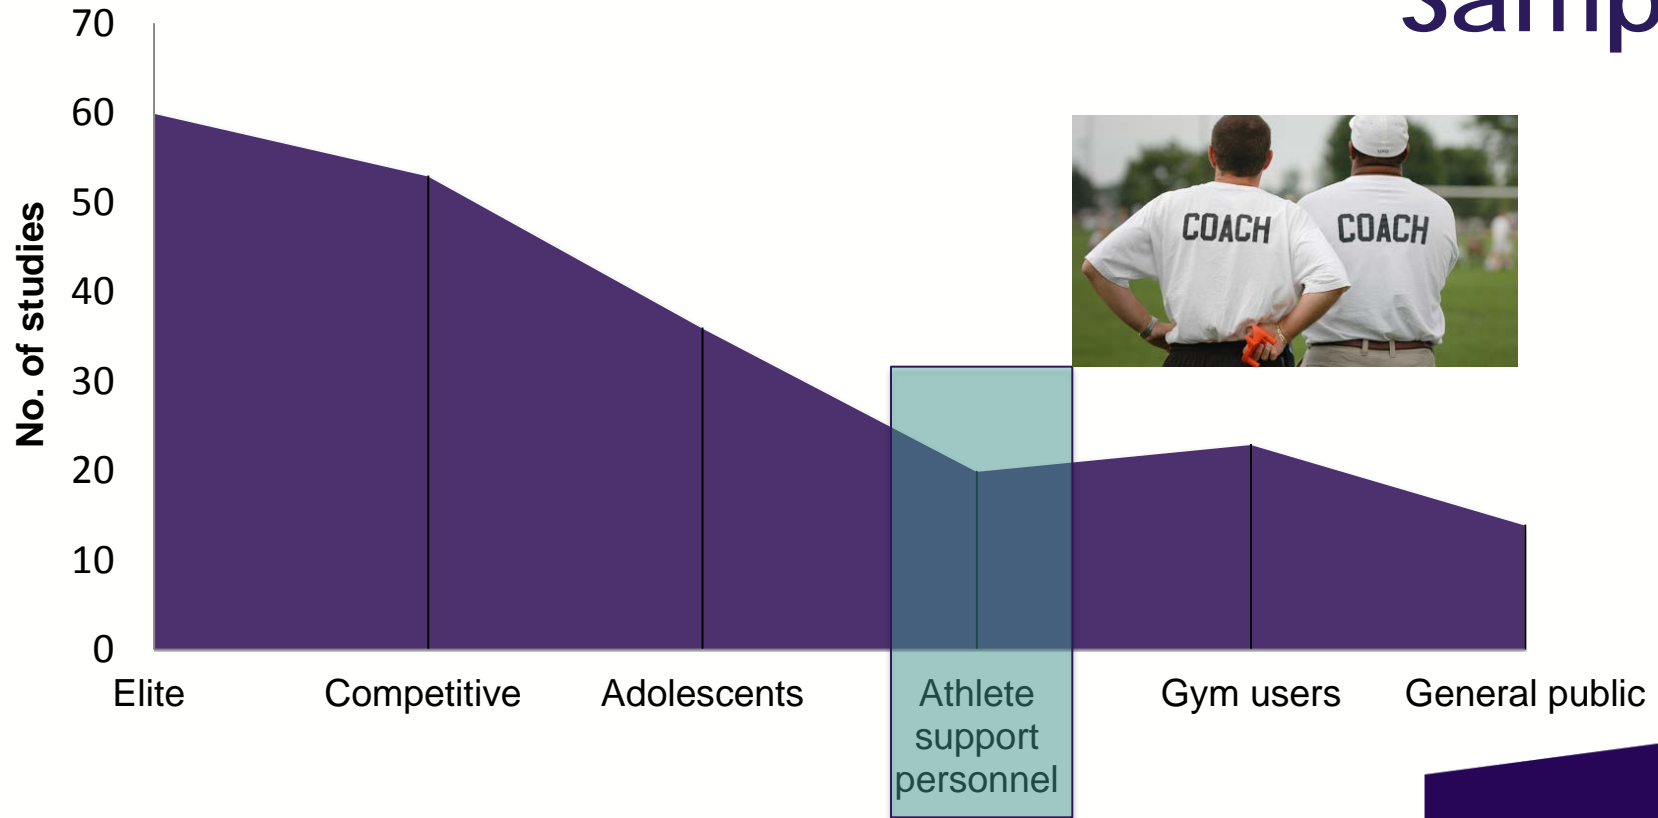 70
60
50
40
30
20
10
0
No. of studies
COACH COACH
Elite Competitive Adolescents Athlete support personnel Gym users General public